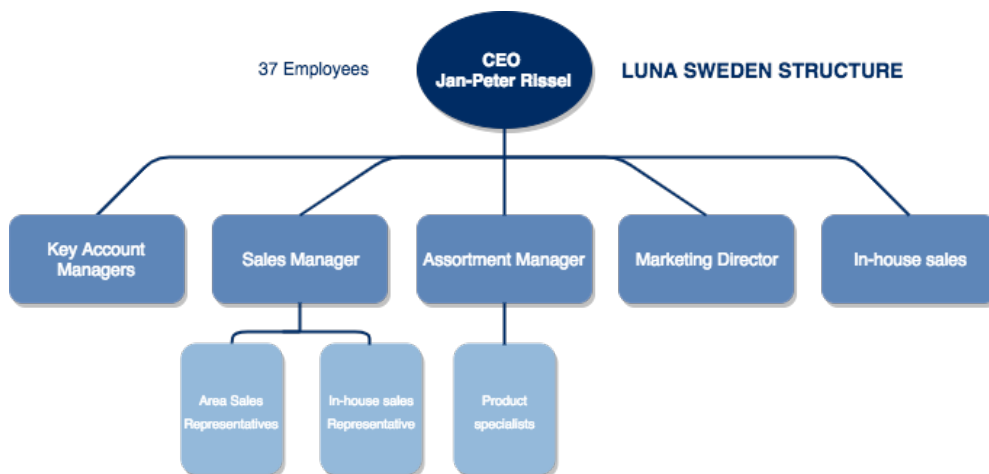 37 Employees
CEO
Jan-Peter Rissel
LUNA SWEDEN STRUCTURE
Key Account
Managers
Sales Manager
Assortment Manager
Marketing Director
In-house sales
Area Sales
Representatives
In-house sales
Representative
Product
specialists